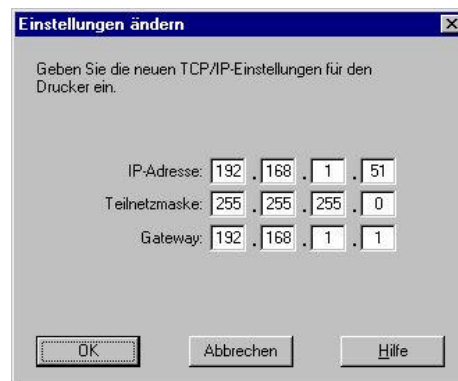 Einstellungen ändern
Geben Sie die neuen TCP/IP-Einstellungen für den
Drucker ein.
IP-Adresse: 192 . 168 . 1 . 51
Teilnetzmaske: 255 . 255 . 255 . 0
Gateway: 192 . 168 . 1 . 1
OK Abbrechen Hilfe